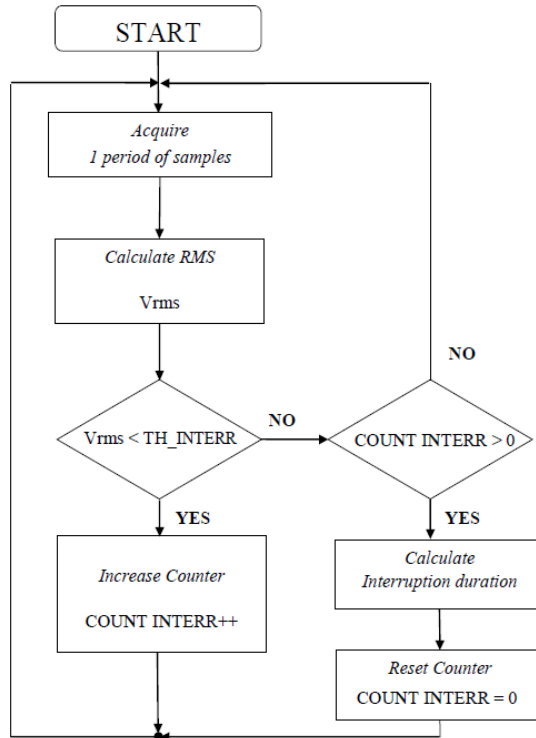 START
Acquire
1 period of samples
Calculate RMS
Vrms
NO
Vrms < TH_INTERR
NO
COUNT INTERR > 0
YES
YES
Increase Counter
COUNT INTERR++
Calculate
Interruption duration
Reset Counter
COUNT INTERR = 0